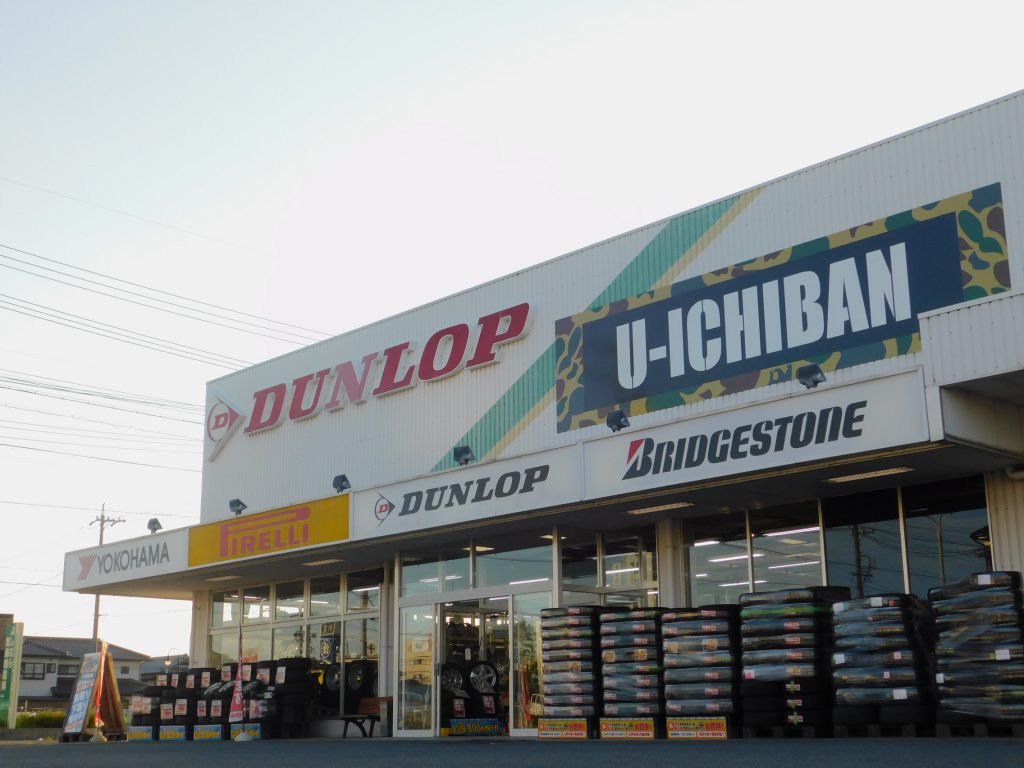 DUNLOP
U-ICHIBAN
YOKOHAMA
PIRELLI
DUNLOP
BRIDGESTONE